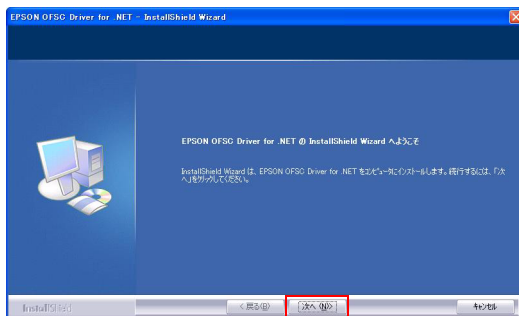 EPSON OFSC Driver for .NET - InstallShield Wizard
EPSON OFSC Driver for .NET の InstallShield Wizard へようこそ
InstallShield Wizard は、EPSON OFSC Driver for .NET をコンピュータにインストールします。続行するには、「次
へ」をクリックしてください。
InstallShield
< 戻る(B)
次へ (N)>
キャンセル